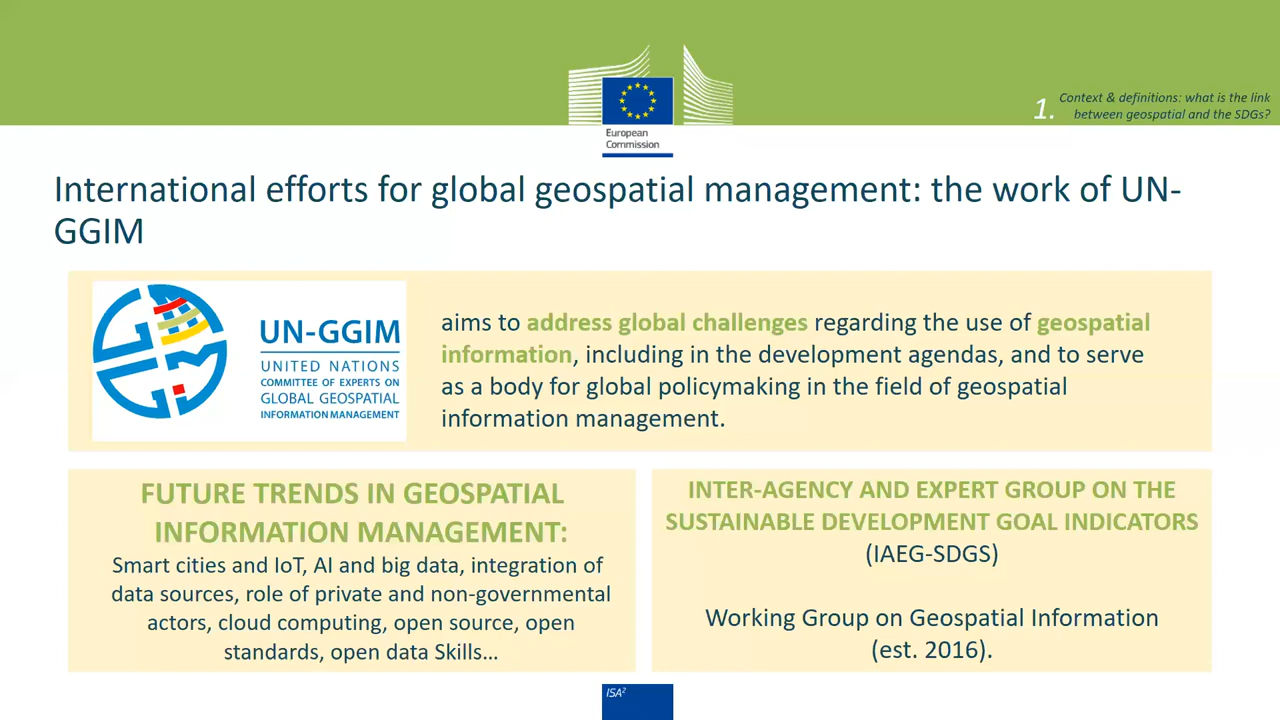 European
Commission
1.
Context & definitions: what is the link
between geospatial and the SDGs?
International efforts for global geospatial management: the work of UN-
GGIM
UN-GGIM
UNITED NATIONS
COMMITTEE OF EXPERTS ON
GLOBAL GEOSPATIAL
INFORMATION MANAGEMENT
aims to address global challenges regarding the use of geospatial
information, including in the development agendas, and to serve
as a body for global policymaking in the field of geospatial
information management.
FUTURE TRENDS IN GEOSPATIAL
INFORMATION MANAGEMENT:
Smart cities and IoT, AI and big data, integration of
data sources, role of private and non-governmental
actors, cloud computing, open source, open
standards, open data Skills…
INTER-AGENCY AND EXPERT GROUP ON THE
SUSTAINABLE DEVELOPMENT GOAL INDICATORS
(IAEG-SDGS)
Working Group on Geospatial Information
(est. 2016).
ISA²